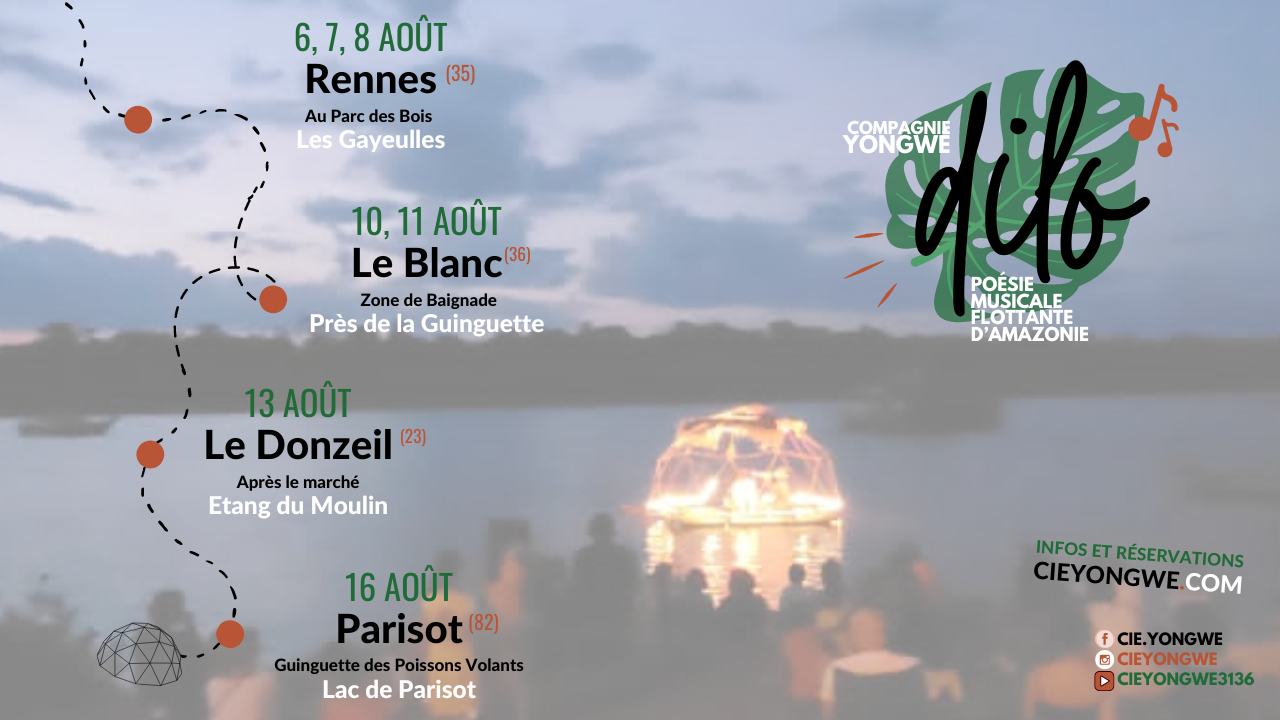 6, 7, 8 AOÛT
Rennes (35)
Au Parc des Bois
Les Gayeulles
10, 11 AOÛT
Le Blanc (36)
Zone de Baignade
Près de la Guinguette
13 AOÛT
Le Donzeil (23)
Après le marché
Etang du Moulin
16 AOÛT
Parisot (82)
Guinguette des Poissons Volants
Lac de Parisot
COMPAGNIE
YONGWE
dilo
POÉSIE
MUSICALE
FLOTTANTE
D'AMAZONIE
INFOS ET RÉSERVATIONS
CIEYONGWE.COM
CIE.YONGWE
CIEYONGWE
CIEYONGWE3136